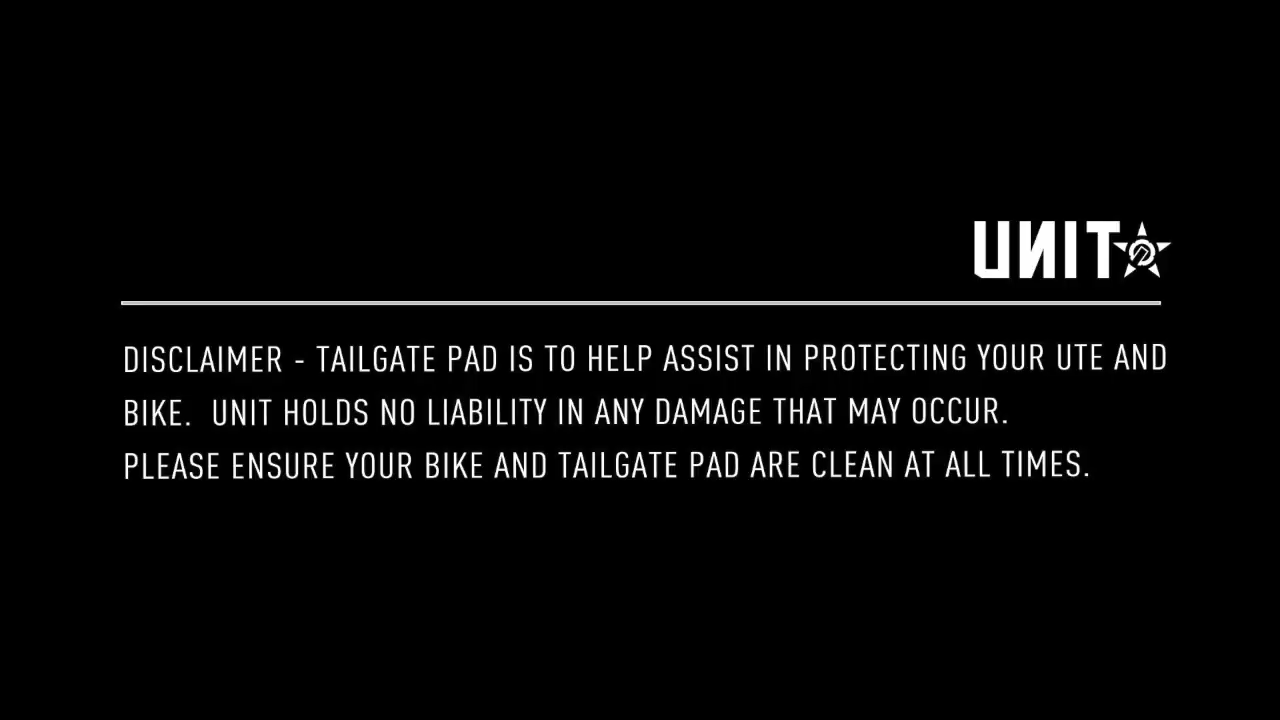 UNIT
DISCLAIMER - TAILGATE PAD IS TO HELP ASSIST IN PROTECTING YOUR UTE AND
BIKE. UNIT HOLDS NO LIABILITY IN ANY DAMAGE THAT MAY OCCUR.
PLEASE ENSURE YOUR BIKE AND TAILGATE PAD ARE CLEAN AT ALL TIMES.